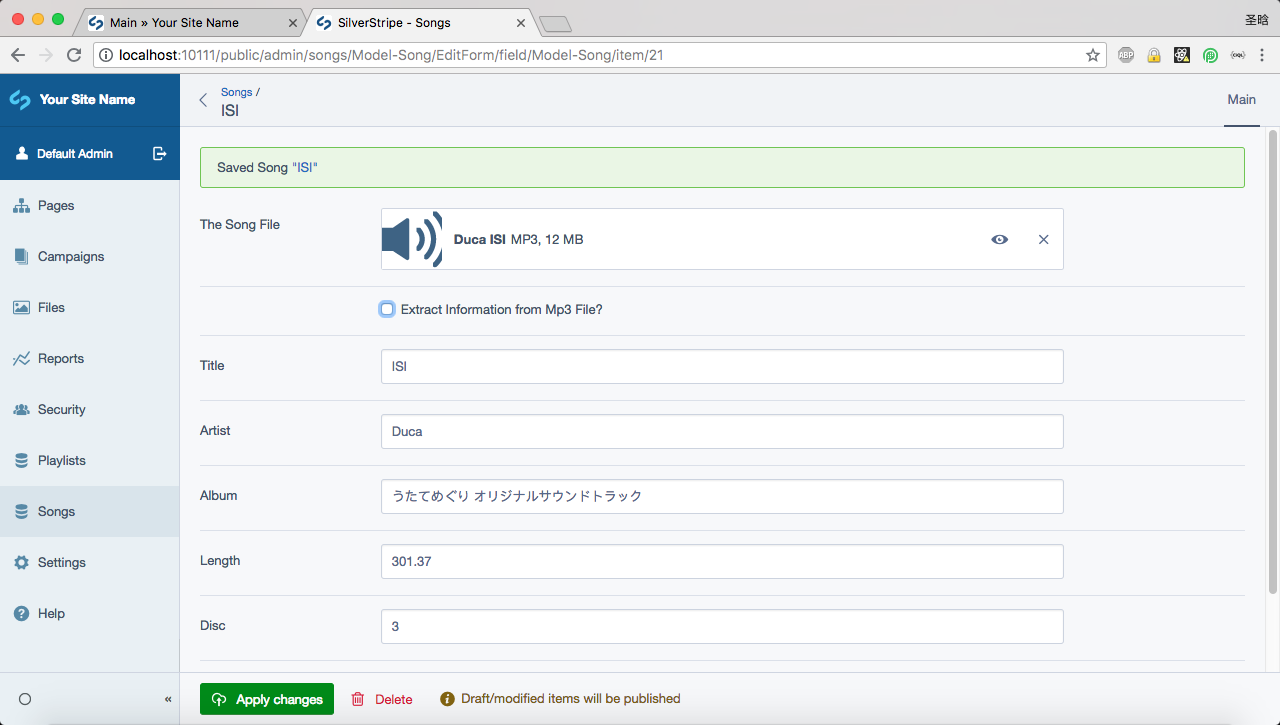 Main » Your Site Name
SilverStripe - Songs
圣晗
localhost:10111/public/admin/songs/Model-Song/EditForm/field/Model-Song/item/21
ABP
Your Site Name
Songs /
ISI
Main
Default Admin
Saved Song "ISI"
Pages
The Song File
Duca ISI MP3, 12 MB
Campaigns
Files
Extract Information from Mp3 File?
Reports
Title
ISI
Security
Artist
Duca
Playlists
Album
うたてめぐり オリジナルサウンドトラック
Songs
Settings
Length
301.37
Help
Disc
3
«
Apply changes
Delete
Draft/modified items will be published